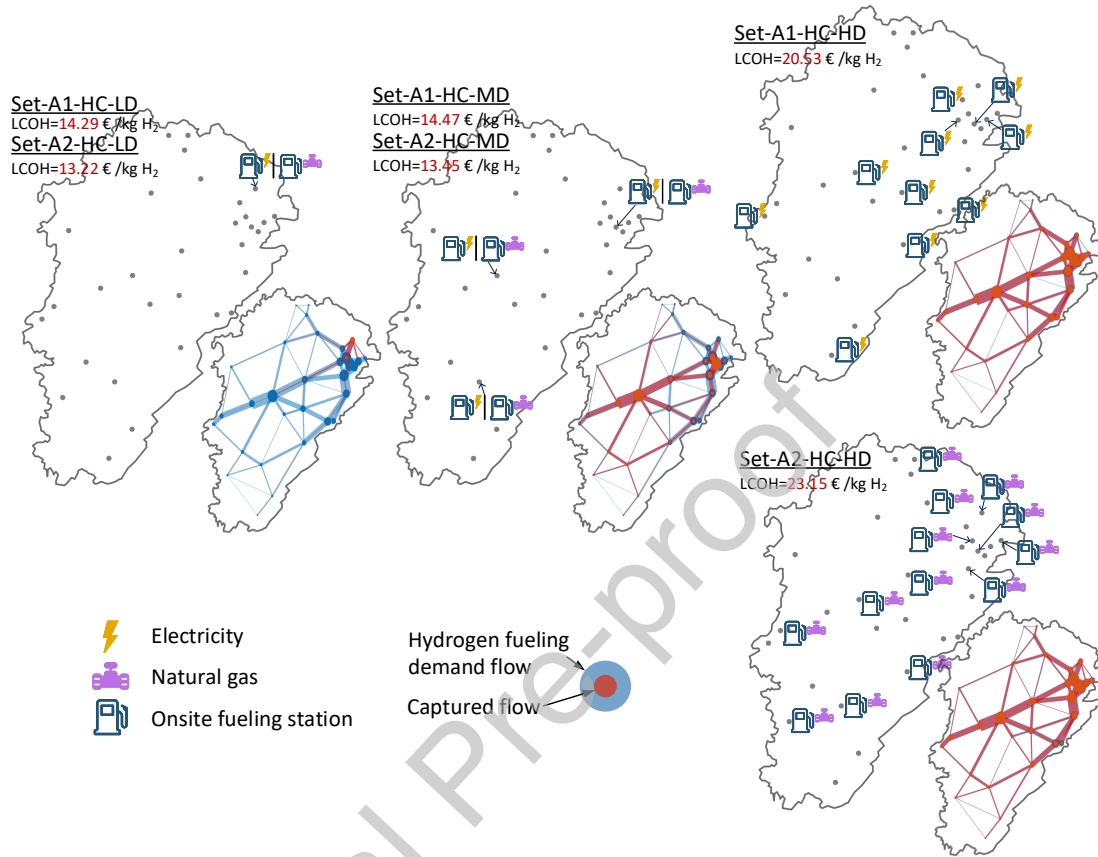 Set-A1-HC-LD
LCOH=14.29 € /kg H₂
Set-A2-HC-LD
LCOH=13.22 € /kg H₂
Set-A1-HC-MD
LCOH=14.47 € /kg H₂
Set-A2-HC-MD
LCOH=13.45 € /kg H₂
Set-A1-HC-HD
LCOH=20.53 € /kg H₂
Set-A2-HC-HD
LCOH=23.15 € /kg H₂
Electricity
Natural gas
Onsite fueling station
Hydrogen fueling
demand flow
Captured flow
l Pre-proof